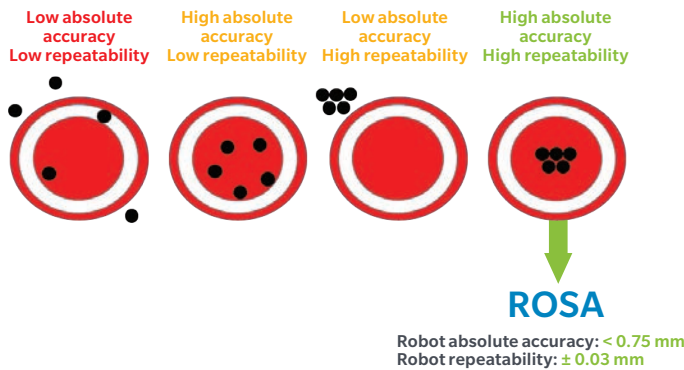 Low absolute
accuracy
Low repeatability
High absolute
accuracy
Low repeatability
Low absolute
accuracy
High repeatability
High absolute
accuracy
High repeatability
ROSA
Robot absolute accuracy: < 0.75 mm
Robot repeatability: ± 0.03 mm